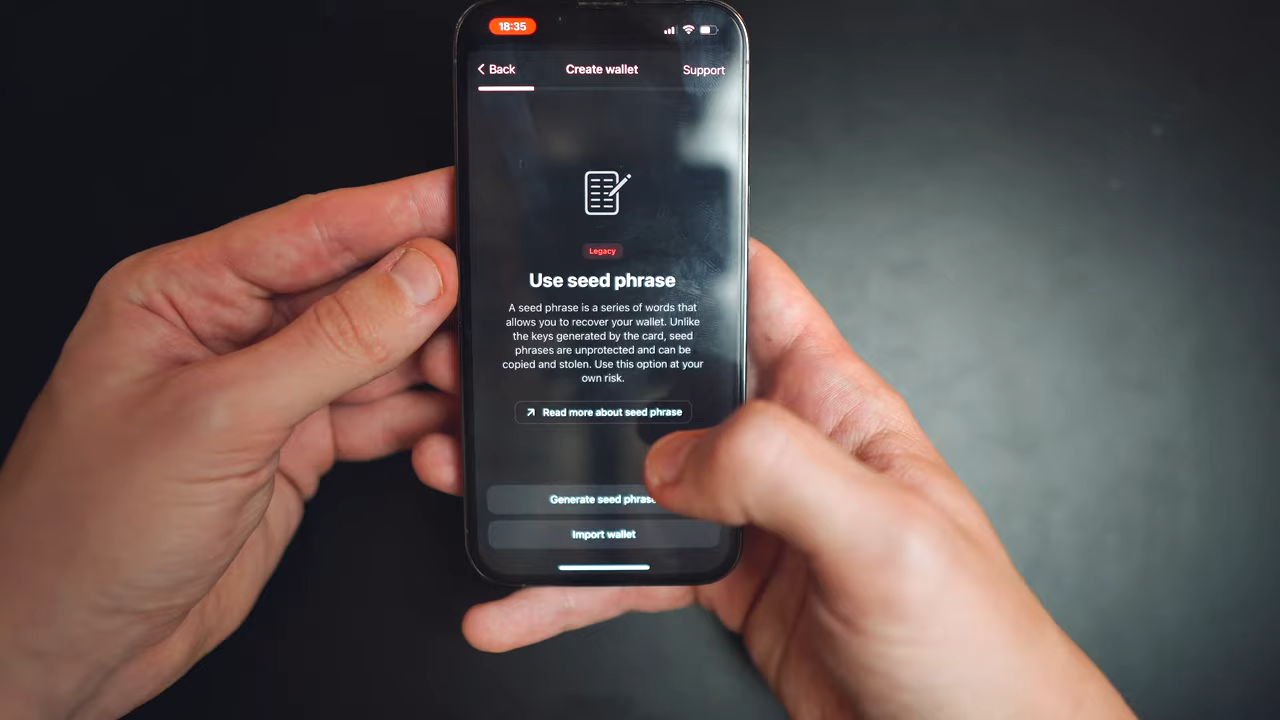 18:35
Back
Create wallet
Support
Legacy
Use seed phrase
A seed phrase is a series of words that
allows you to recover your wallet. Unlike
the keys generated by the card, seed
phrases are unprotected and can be
copied and stolen. Use this option at your
own risk.
Read more about seed phrase
Generate seed phrase
Import wallet